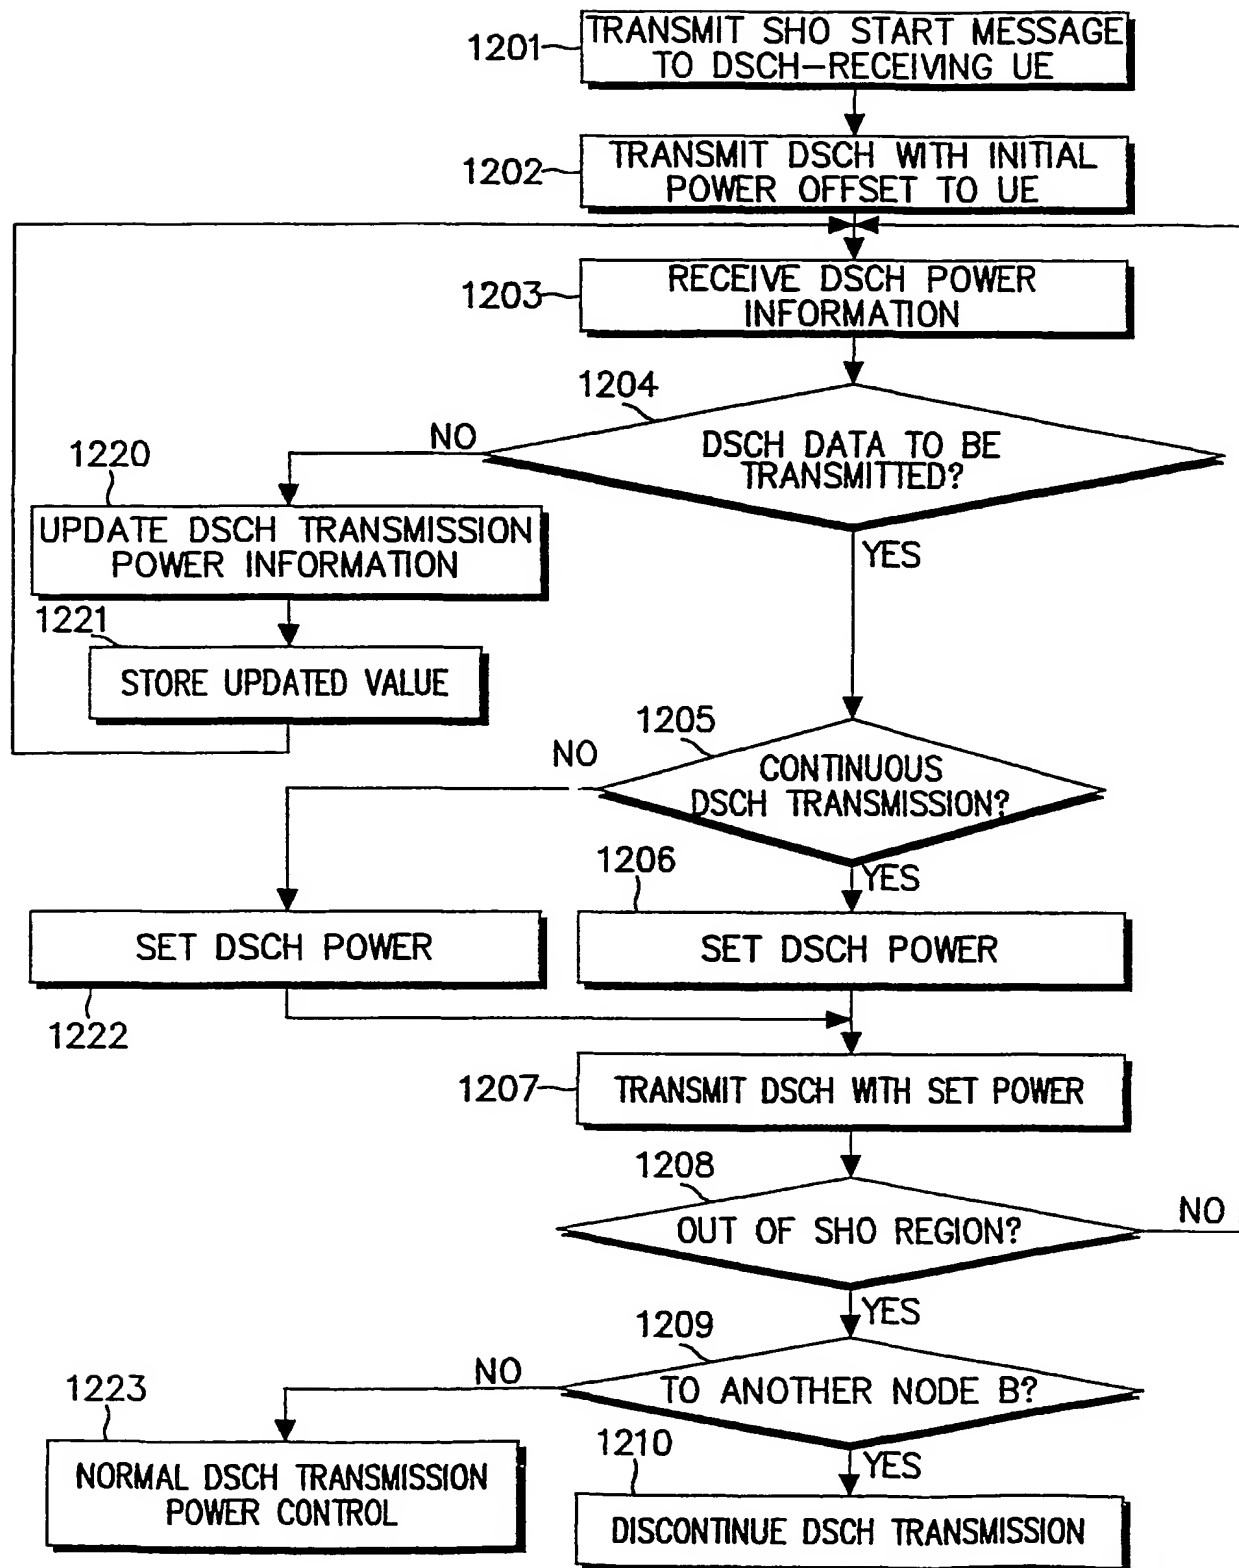 1201
TRANSMIT SHO START MESSAGE
TO DSCH-RECEIVING UE
1202
TRANSMIT DSCH WITH INITIAL
POWER OFFSET TO UE
1203
RECEIVE DSCH POWER
INFORMATION
1204
DSCH DATA TO BE
TRANSMITTED?
NO
YES
1220
UPDATE DSCH TRANSMISSION
POWER INFORMATION
1221
STORE UPDATED VALUE
1205
CONTINUOUS
DSCH TRANSMISSION?
NO
YES
1206
SET DSCH POWER
SET DSCH POWER
1222
1207
TRANSMIT DSCH WITH SET POWER
1208
OUT OF SHO REGION?
NO
YES
1209
TO ANOTHER NODE B?
NO
YES
1223
NORMAL DSCH TRANSMISSION
POWER CONTROL
1210
DISCONTINUE DSCH TRANSMISSION